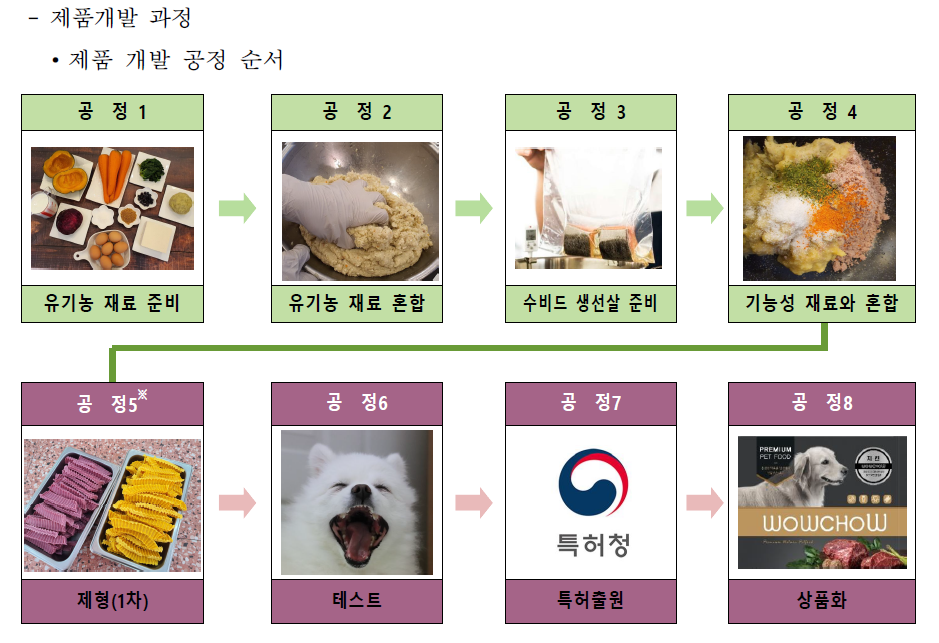 - 제품개발 과정
• 제품 개발 공정 순서
공 정 1
공 정 2
공 정 3
공 정 4
유기농 재료 준비
유기농 재료 혼합
수비드 생선살 준비
기능성 재료와 혼합
공 정5※
공 정6
공 정7
공 정8
PREMIUM
PET FOOD
치킨
WOWCHOW
특허청
제형(1차)
테스트
특허출원
상품화